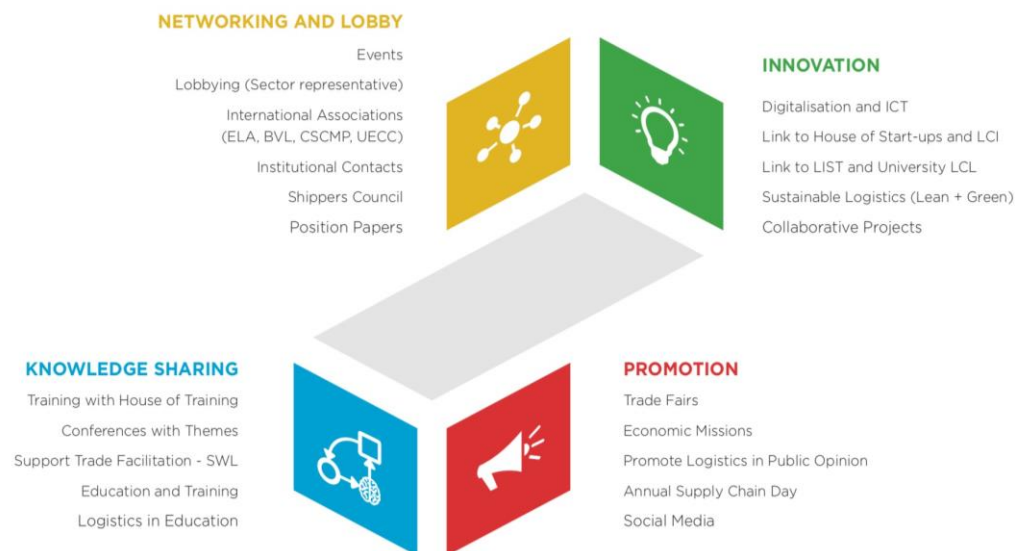 NETWORKING AND LOBBY
Events
Lobbying (Sector representative)
International Associations
(ELA, BVL, CSCMP, UECC)
Institutional Contacts
Shippers Council
Position Papers
INNOVATION
Digitalisation and ICT
Link to House of Start-ups and LCI
Link to LIST and University LCL
Sustainable Logistics (Lean + Green)
Collaborative Projects
KNOWLEDGE SHARING
Training with House of Training
Conferences with Themes
Support Trade Facilitation - SWL
Education and Training
Logistics in Education
PROMOTION
Trade Fairs
Economic Missions
Promote Logistics in Public Opinion
Annual Supply Chain Day
Social Media